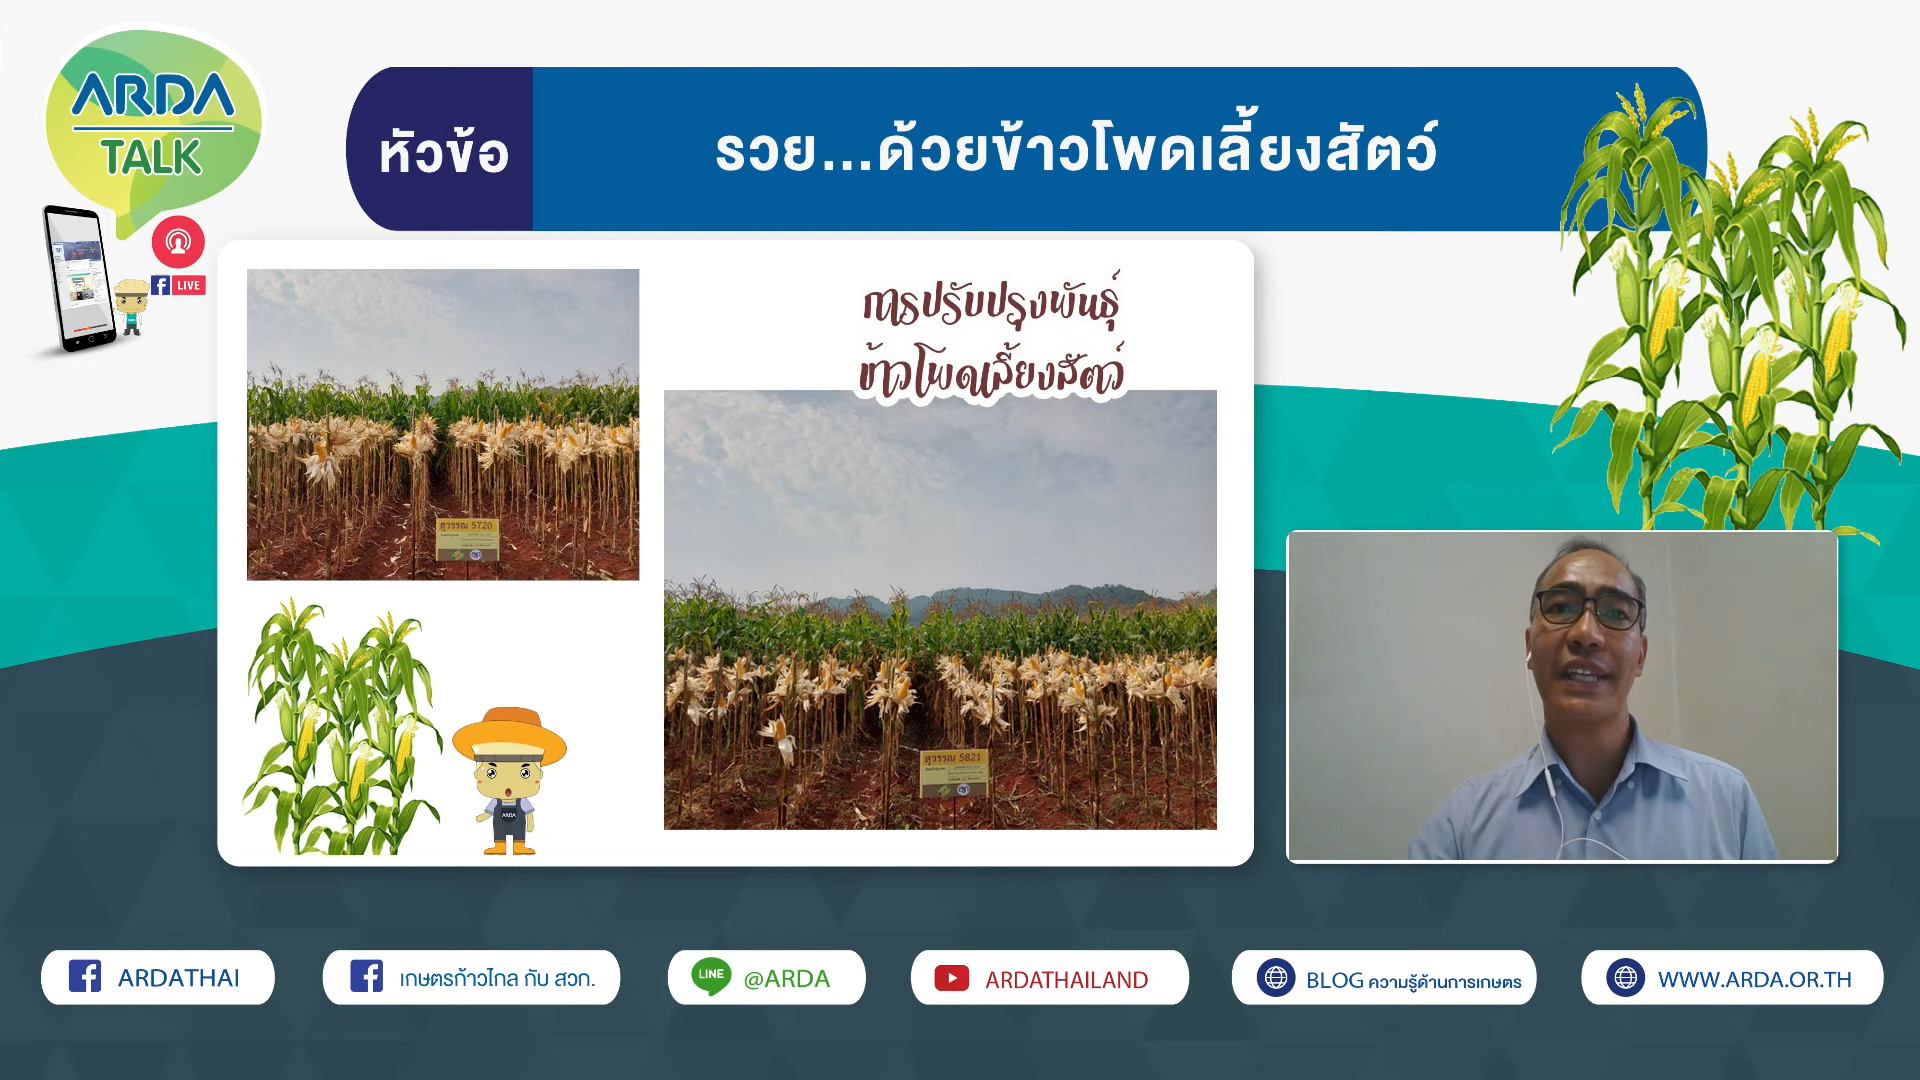 ARDA
TALK
LIVE
หัวข้อ
รวย...ด้วยข้าวโพดเลี้ยงสัตว์
การปรับปรุงพันธุ์
ข้าวโพดเลี้ยงสัตว์
สุวรรณ 5720
สุวรรณ 5821
ARDA
ARDATHAI
เกษตรก้าวไกล กับ สวก.
LINE
@ARDA
ARDATHAILAND
BLOG ความรู้ด้านการเกษตร
WWW.ARDA.OR.TH